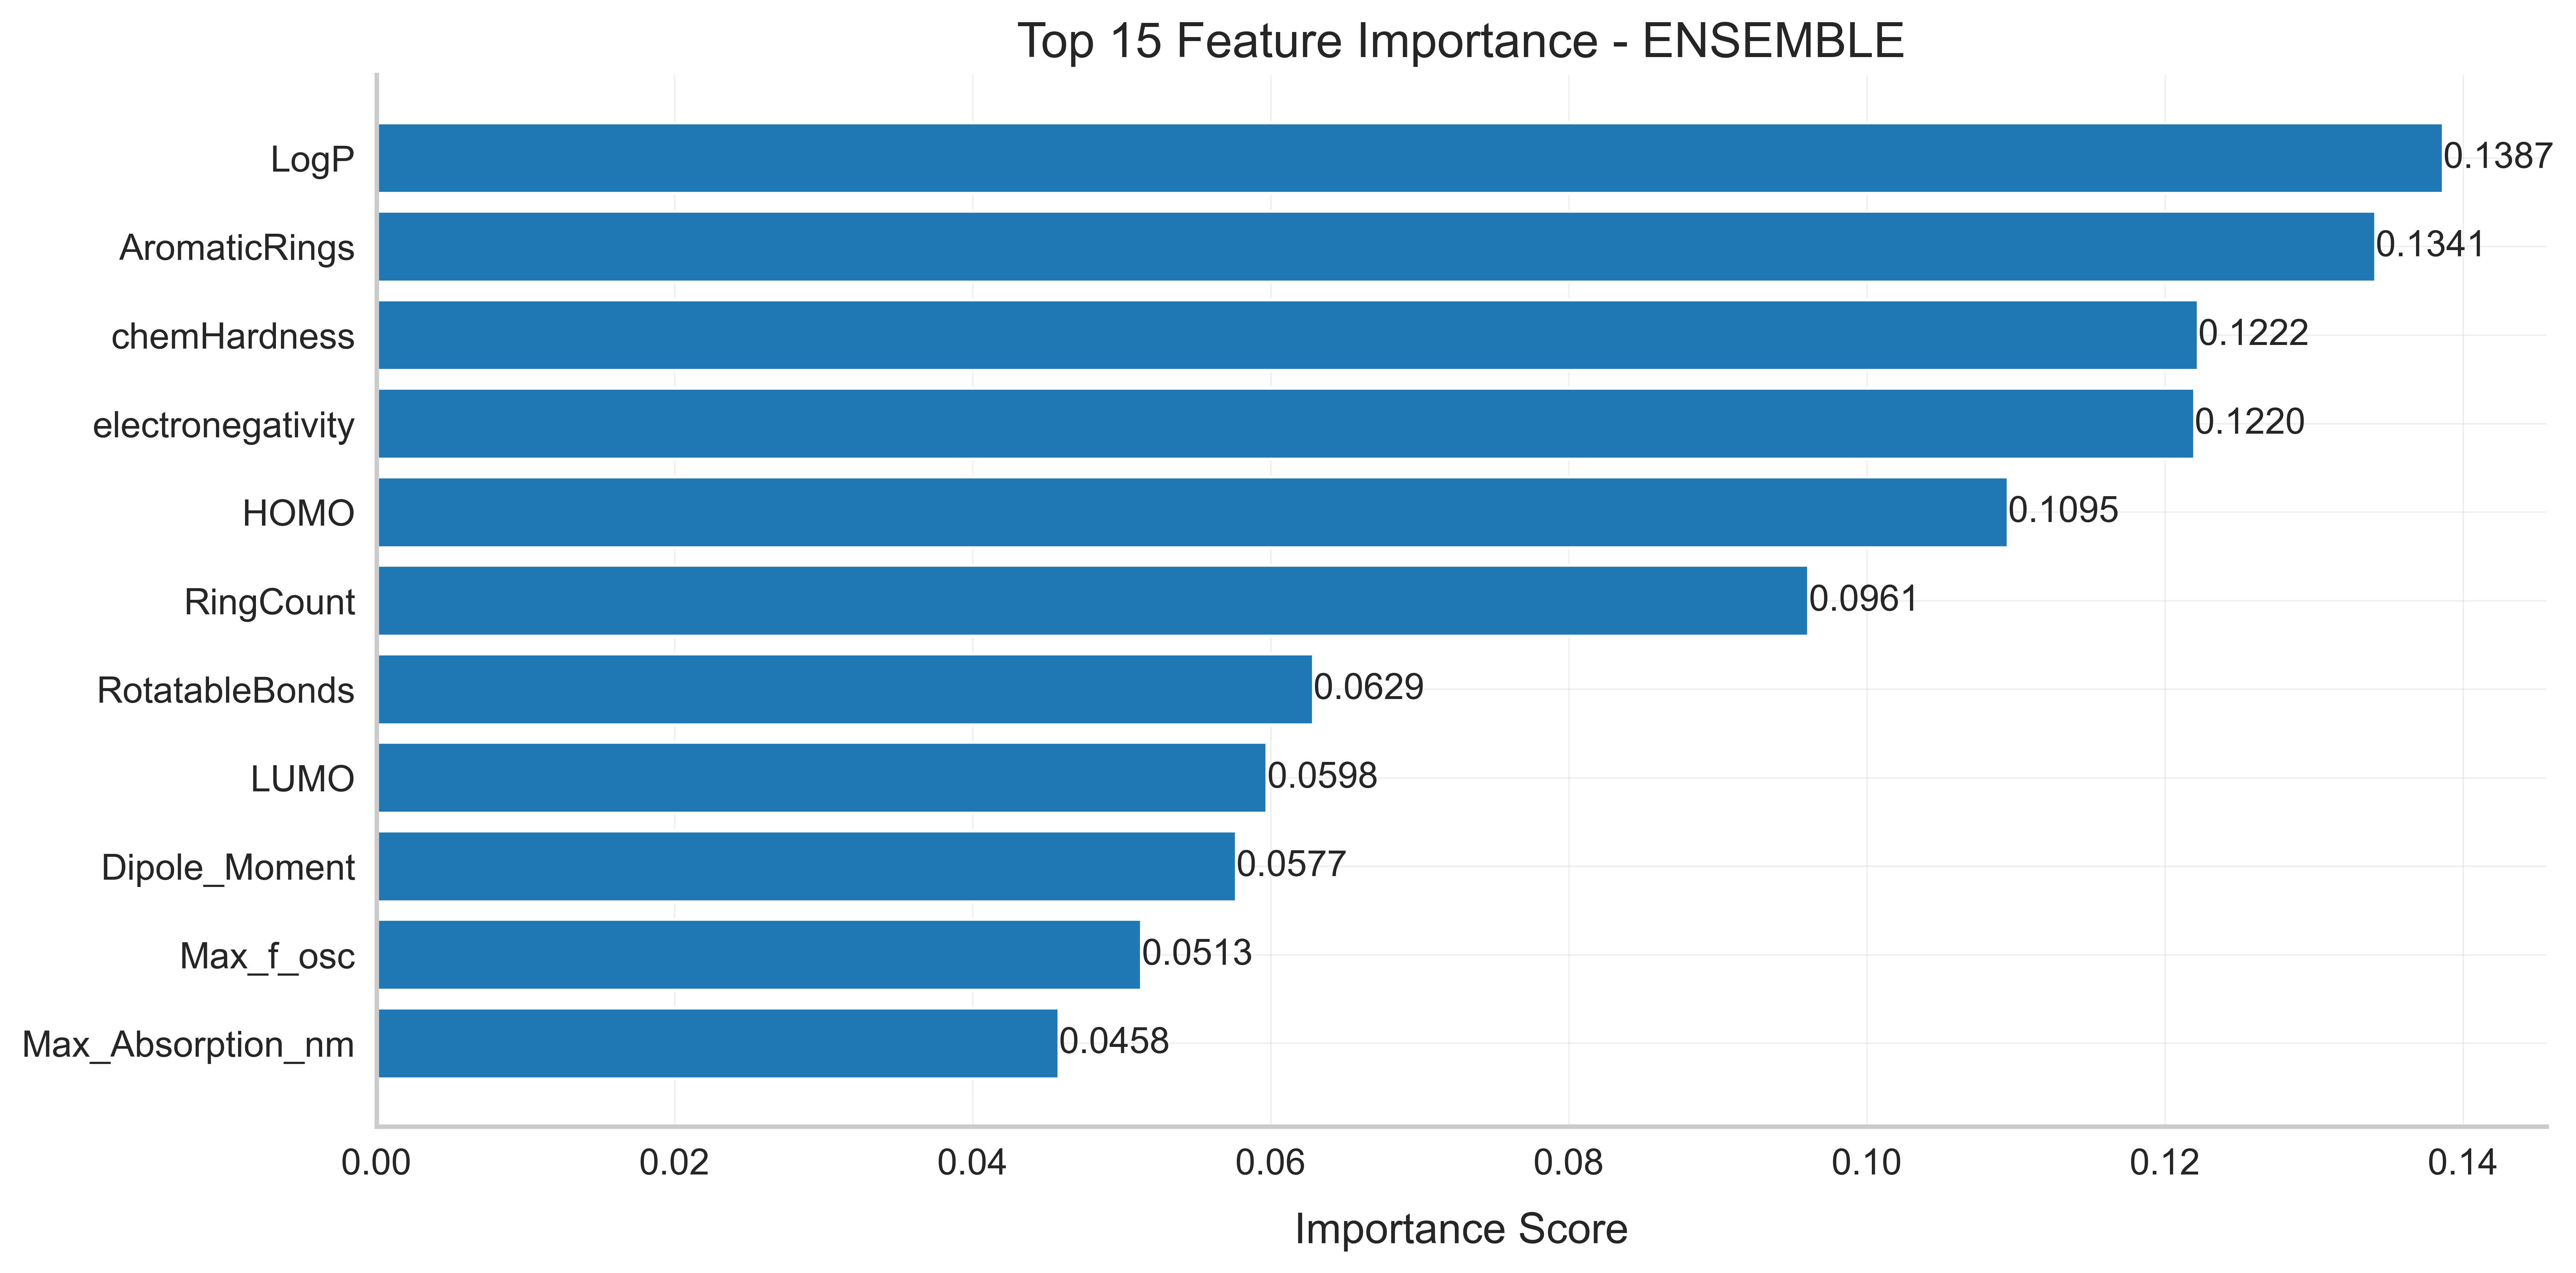 Top 15 Feature Importance - ENSEMBLE
LogP 0.1387
AromaticRings 0.1341
chemHardness 0.1222
electronegativity 0.1220
HOMO 0.1095
RingCount 0.0961
RotatableBonds 0.0629
LUMO 0.0598
Dipole_Moment 0.0577
Max_f_osc 0.0513
Max_Absorption_nm 0.0458
0.00 0.02 0.04 0.06 0.08 0.10 0.12 0.14
Importance Score